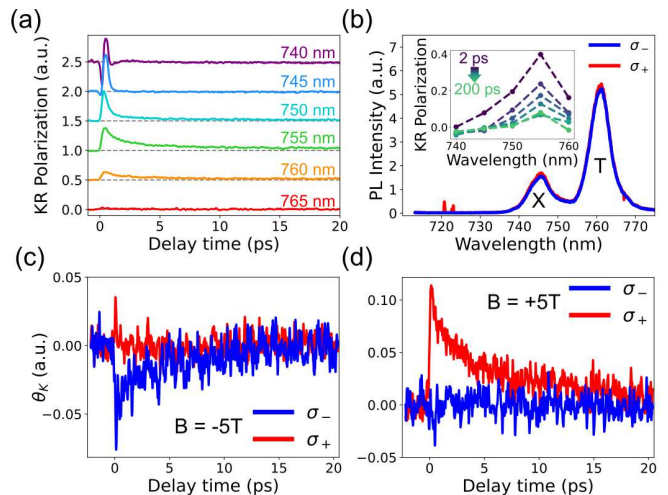 (a)
KR Polarization (a.u.)
2.5
2.0
1.5
1.0
0.5
0.0
740 nm
745 nm
750 nm
755 nm
760 nm
765 nm
0
5
10
15
20
Delay time (ps)
(b)
PL Intensity (a.u.)
7
6
5
4
3
2
1
0
KR Polarization
0.4
0.2
0.0
2 ps
200 ps
740
750
760
Wavelength (nm)
σ−
σ+
X
T
720
740
760
Wavelength (nm)
(c)
θK (a.u.)
0.05
0.00
−0.05
B = -5T
σ−
σ+
0
5
10
15
20
Delay time (ps)
(d)
0.10
0.05
0.00
−0.05
B = +5T
σ−
σ+
0
5
10
15
20
Delay time (ps)